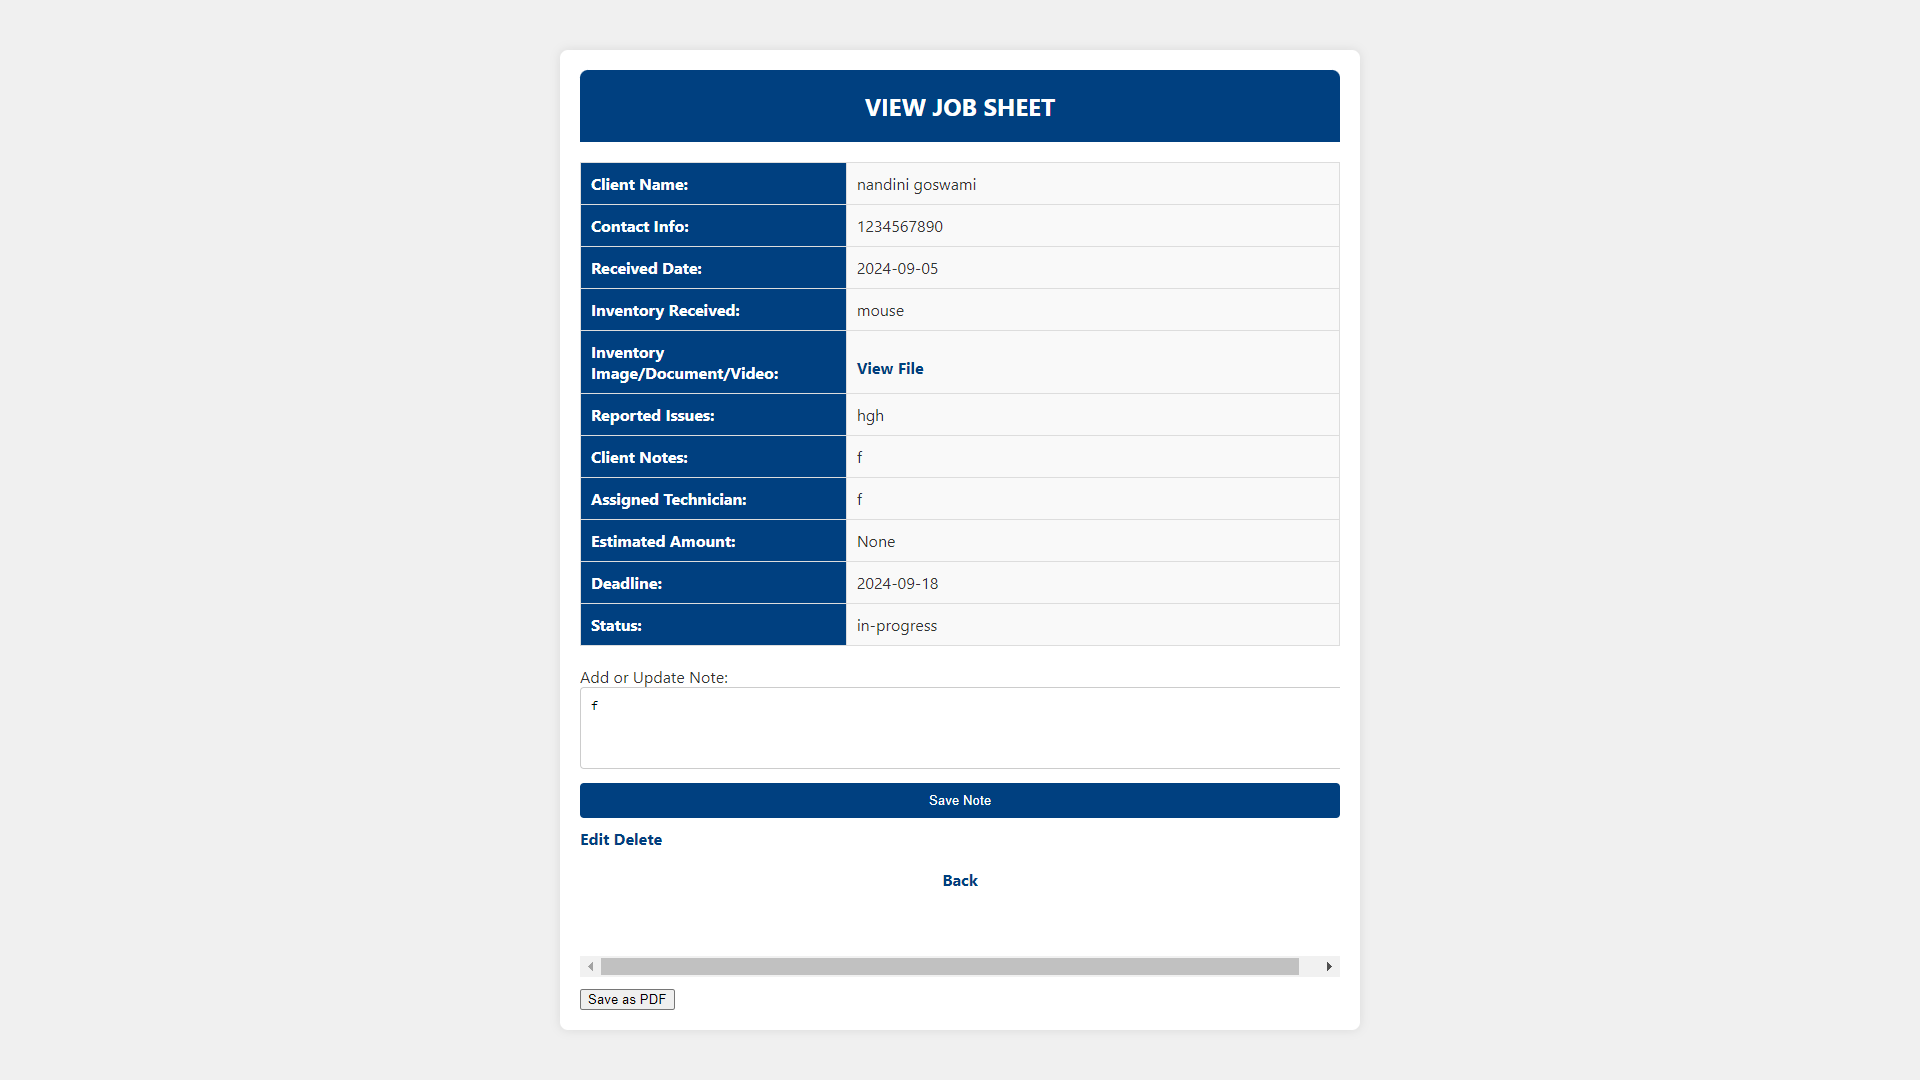 VIEW JOB SHEET
Client Name: nandini goswami
Contact Info: 1234567890
Received Date: 2024-09-05
Inventory Received: mouse
Inventory
Image/Document/Video: View File
Reported Issues: hgh
Client Notes: f
Assigned Technician: f
Estimated Amount: None
Deadline: 2024-09-18
Status: in-progress
Add or Update Note:
f
Save Note
Edit Delete
Back
Save as PDF